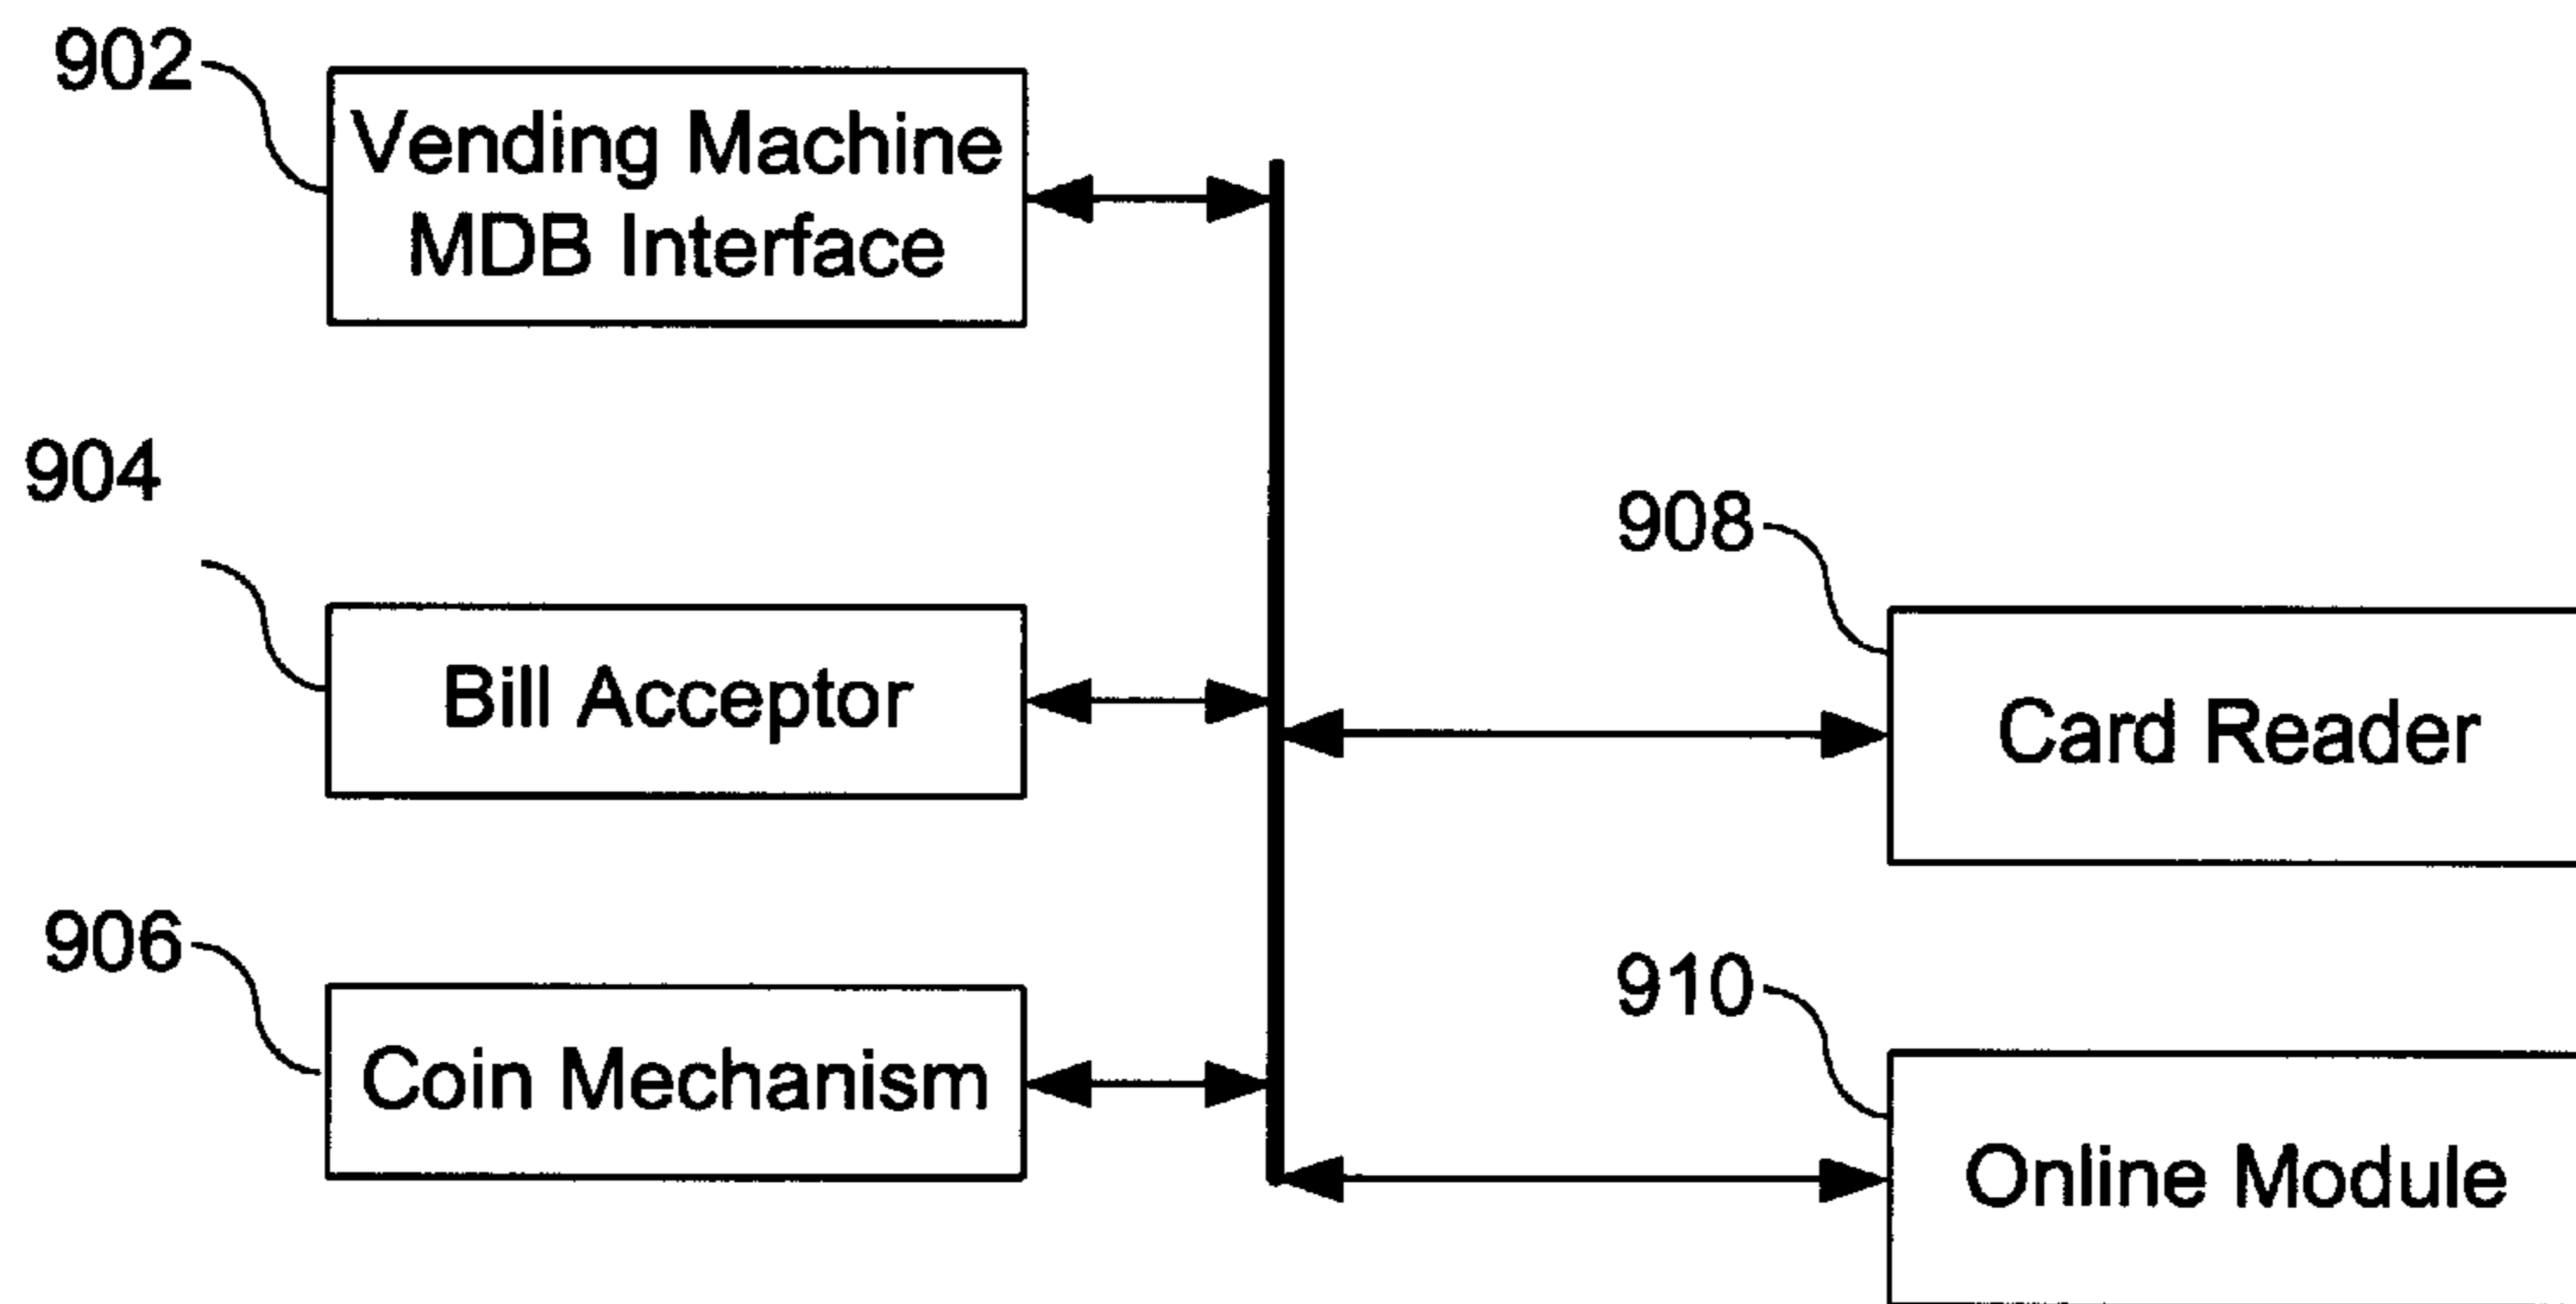 902
Vending Machine
MDB Interface
904
Bill Acceptor
906
Coin Mechanism
908
Card Reader
910
Online Module